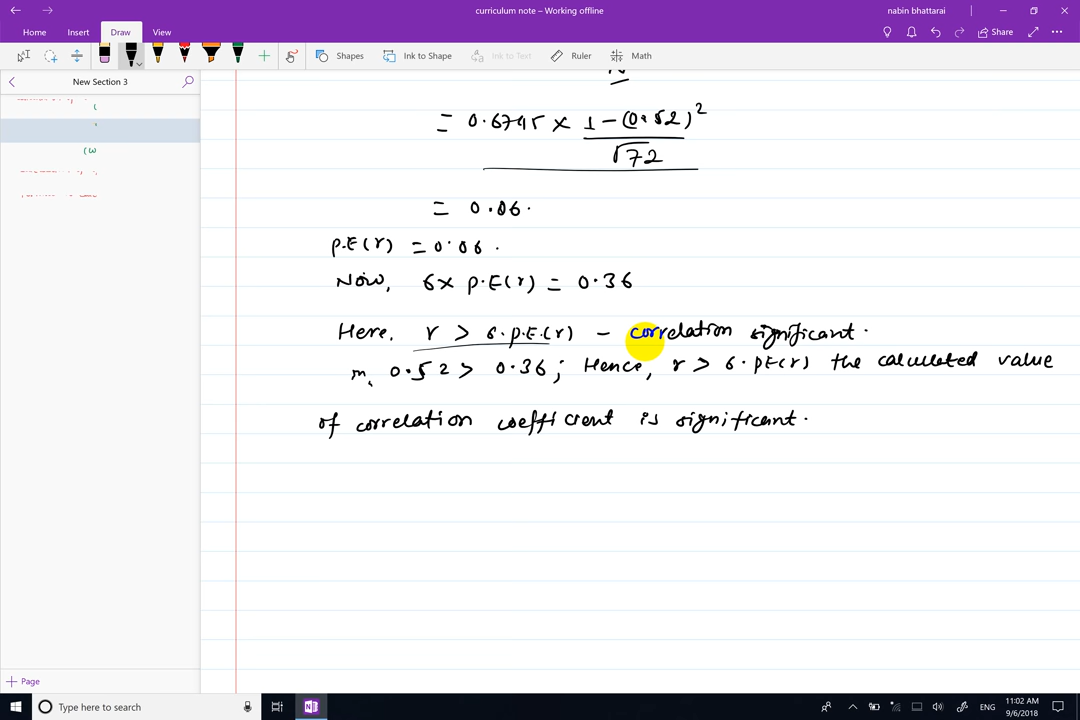 curriculum note – Working offline
nabin bhattarai
Home Insert Draw View
Share
Shapes Ink to Shape Ink to Text Ruler Math
New Section 3
N
= 0.6745 × 1 - (0.52)²
√72
= 0.06.
P.E(r) = 0.06.
Now, 6× P.E(r) = 0.36
Here, r > 6.P.E.(r) - correlation significant.
0.52 > 0.36; Hence, r > 6.PE(r) the calculated value
of correlation coefficient is significant.
Page
Type here to search
ENG
11:02 AM
9/6/2018